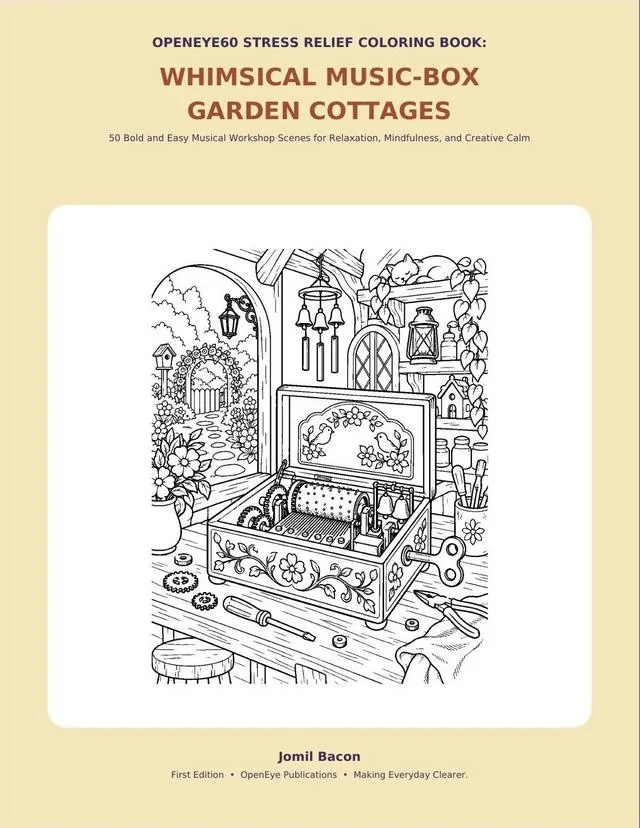 OPENEYE60 STRESS RELIEF COLORING BOOK:
WHIMSICAL MUSIC-BOX
GARDEN COTTAGES
50 Bold and Easy Musical Workshop Scenes for Relaxation, Mindfulness, and Creative Calm
Jomil Bacon
First Edition • OpenEye Publications • Making Everyday Clearer.